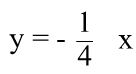 y = - 1/4 x